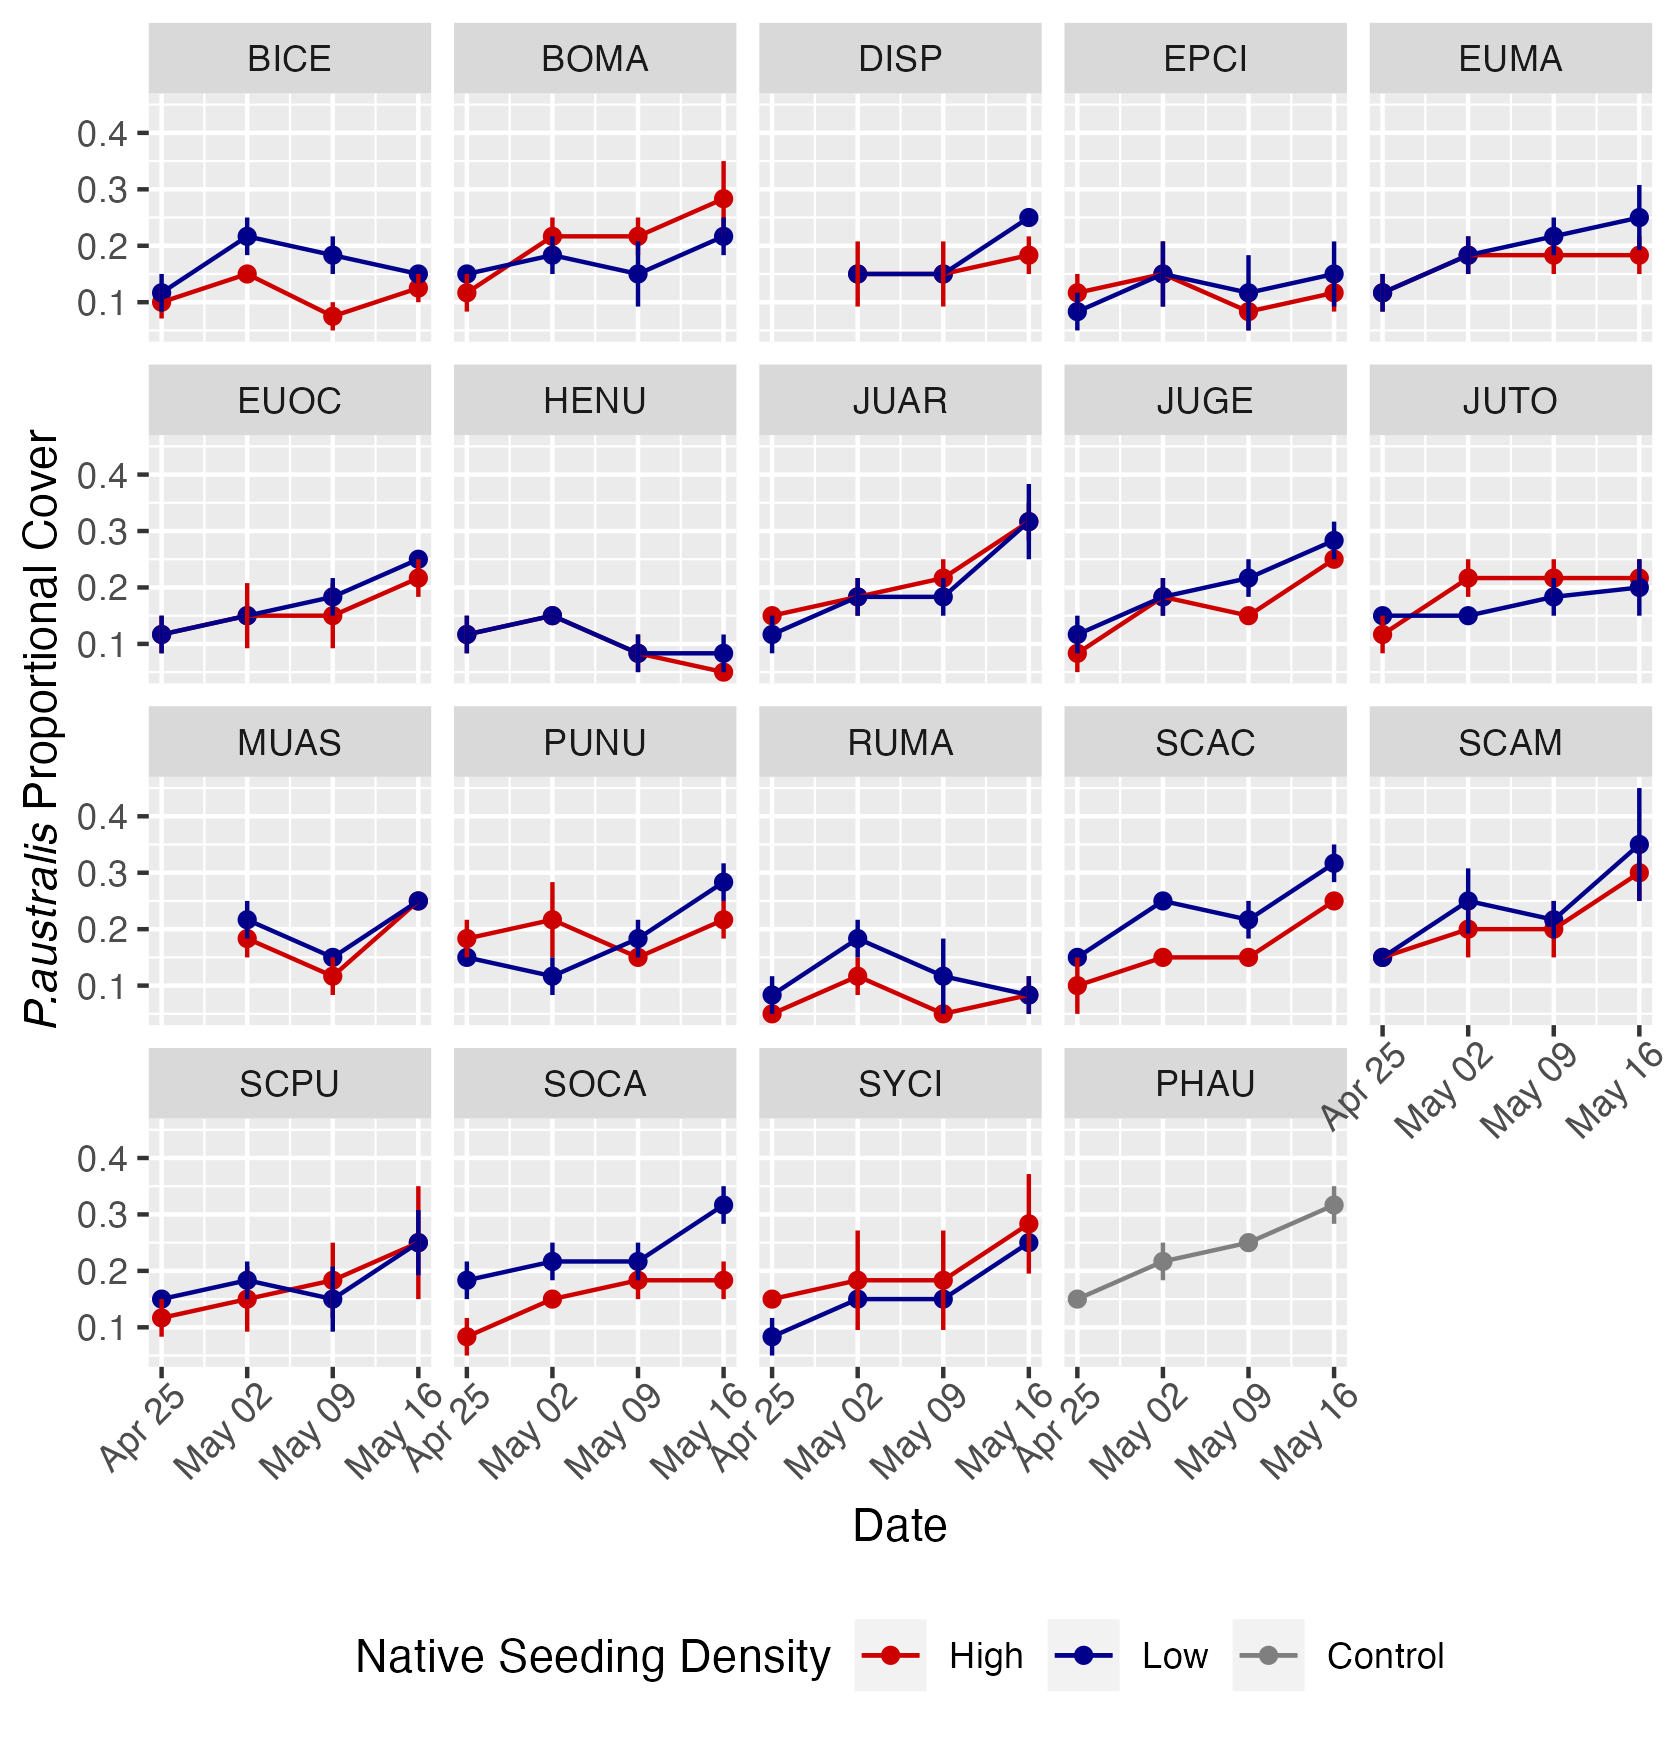 BICE BOMA DISP EPCI EUMA
0.4
0.3
0.2
0.1
EUOC HENU JUAR JUGE JUTO
0.4
0.3
0.2
0.1
MUAS PUNU RUMA SCAC SCAM
0.4
0.3
0.2
0.1
Apr 25 May 02 May 09 May 16
SCPU SOCA SYCI PHAU
0.4
0.3
0.2
0.1
Apr 25 May 02 May 09 May 16 Apr 25 May 02 May 09 May 16 Apr 25 May 02 May 09 May 16 Apr 25 May 02 May 09 May 16
P.australis Proportional Cover
Date
Native Seeding Density High Low Control